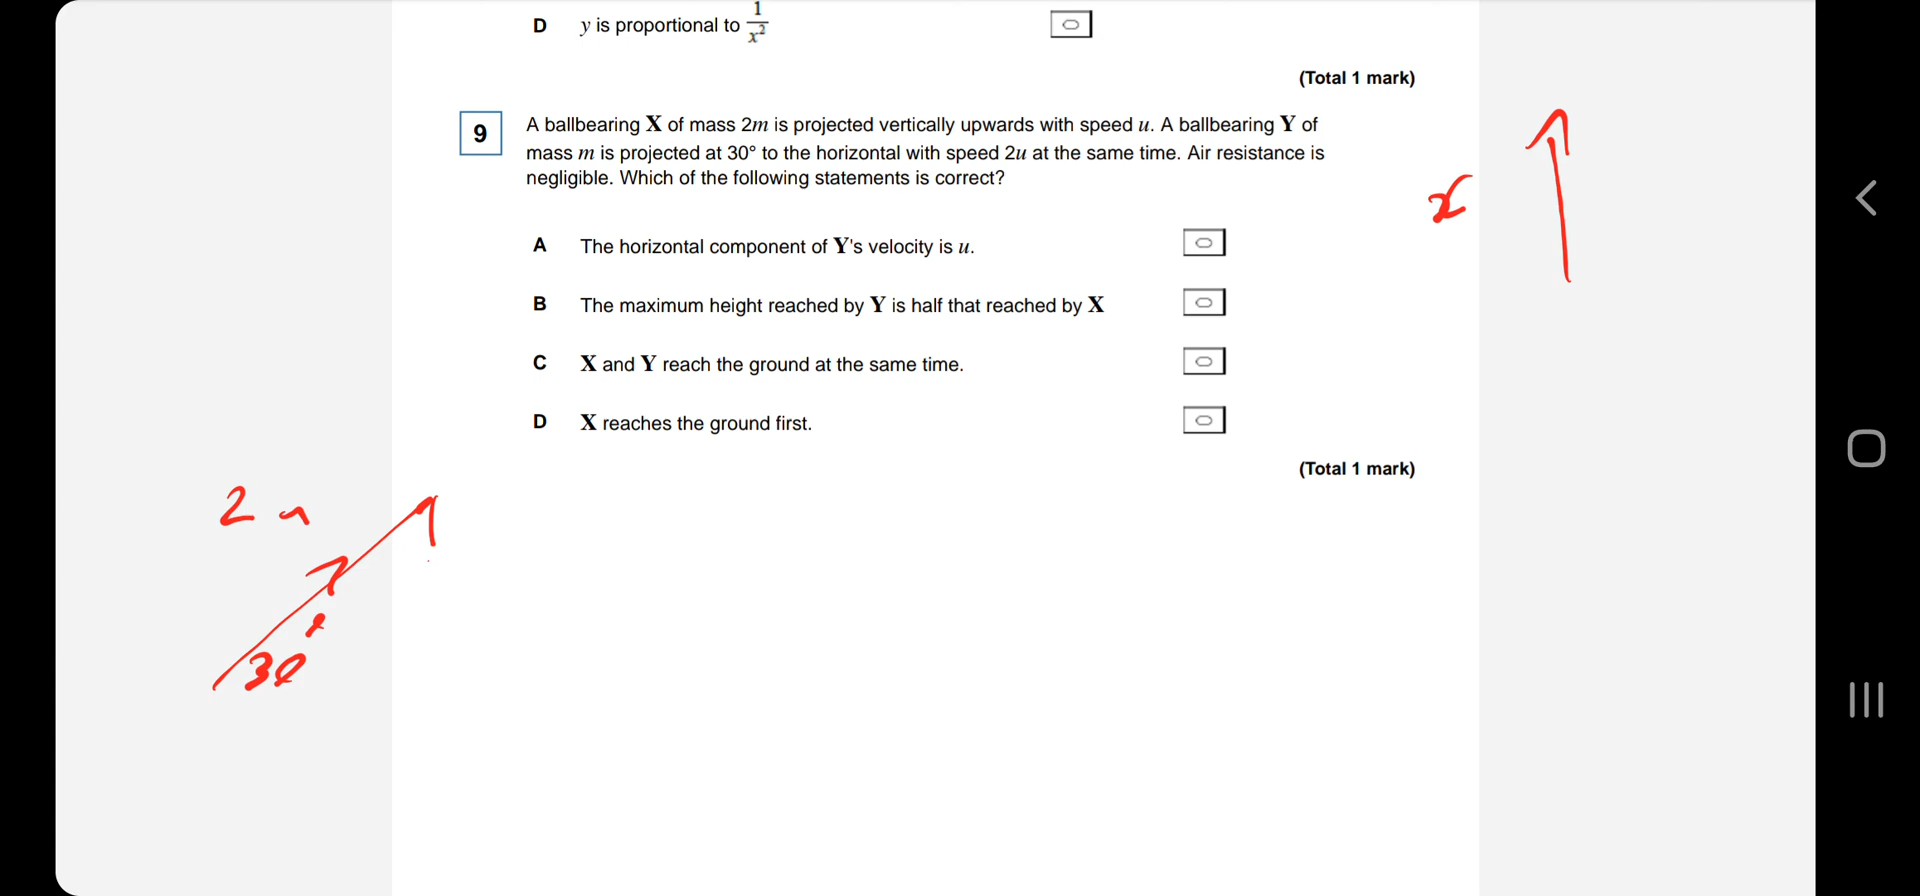 D y is proportional to 1/x²
(Total 1 mark)
9 A ballbearing X of mass 2m is projected vertically upwards with speed u. A ballbearing Y of
mass m is projected at 30° to the horizontal with speed 2u at the same time. Air resistance is
negligible. Which of the following statements is correct?
x
A The horizontal component of Y's velocity is u.
B The maximum height reached by Y is half that reached by X
C X and Y reach the ground at the same time.
D X reaches the ground first.
(Total 1 mark)
2
30